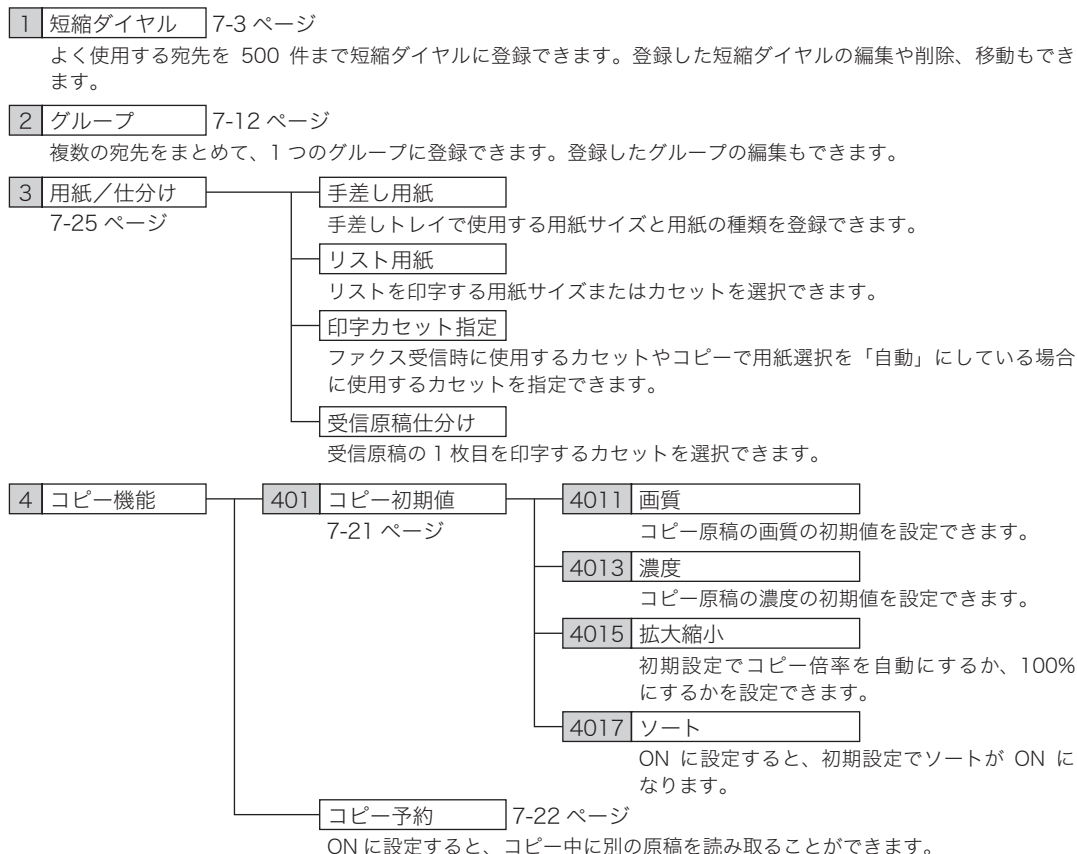 1 短縮ダイヤル 7-3 ページ
よく使用する宛先を 500 件まで短縮ダイヤルに登録できます。登録した短縮ダイヤルの編集や削除、移動もでき
ます。
2 グループ 7-12 ページ
複数の宛先をまとめて、1 つのグループに登録できます。登録したグループの編集もできます。
3 用紙／仕分け 手差し用紙
7-25 ページ 手差しトレイで使用する用紙サイズと用紙の種類を登録できます。
リスト用紙
リストを印字する用紙サイズまたはカセットを選択できます。
印字カセット指定
ファクス受信時に使用するカセットやコピーで用紙選択を「自動」にしている場合
に使用するカセットを指定できます。
受信原稿仕分け
受信原稿の 1 枚目を印字するカセットを選択できます。
4 コピー機能 401 コピー初期値 4011 画質
7-21 ページ コピー原稿の画質の初期値を設定できます。
4013 濃度
コピー原稿の濃度の初期値を設定できます。
4015 拡大縮小
初期設定でコピー倍率を自動にするか、100%
にするかを設定できます。
4017 ソート
ON に設定すると、初期設定でソートが ON に
なります。
コピー予約 7-22 ページ
ON に設定すると、コピー中に別の原稿を読み取ることができます。